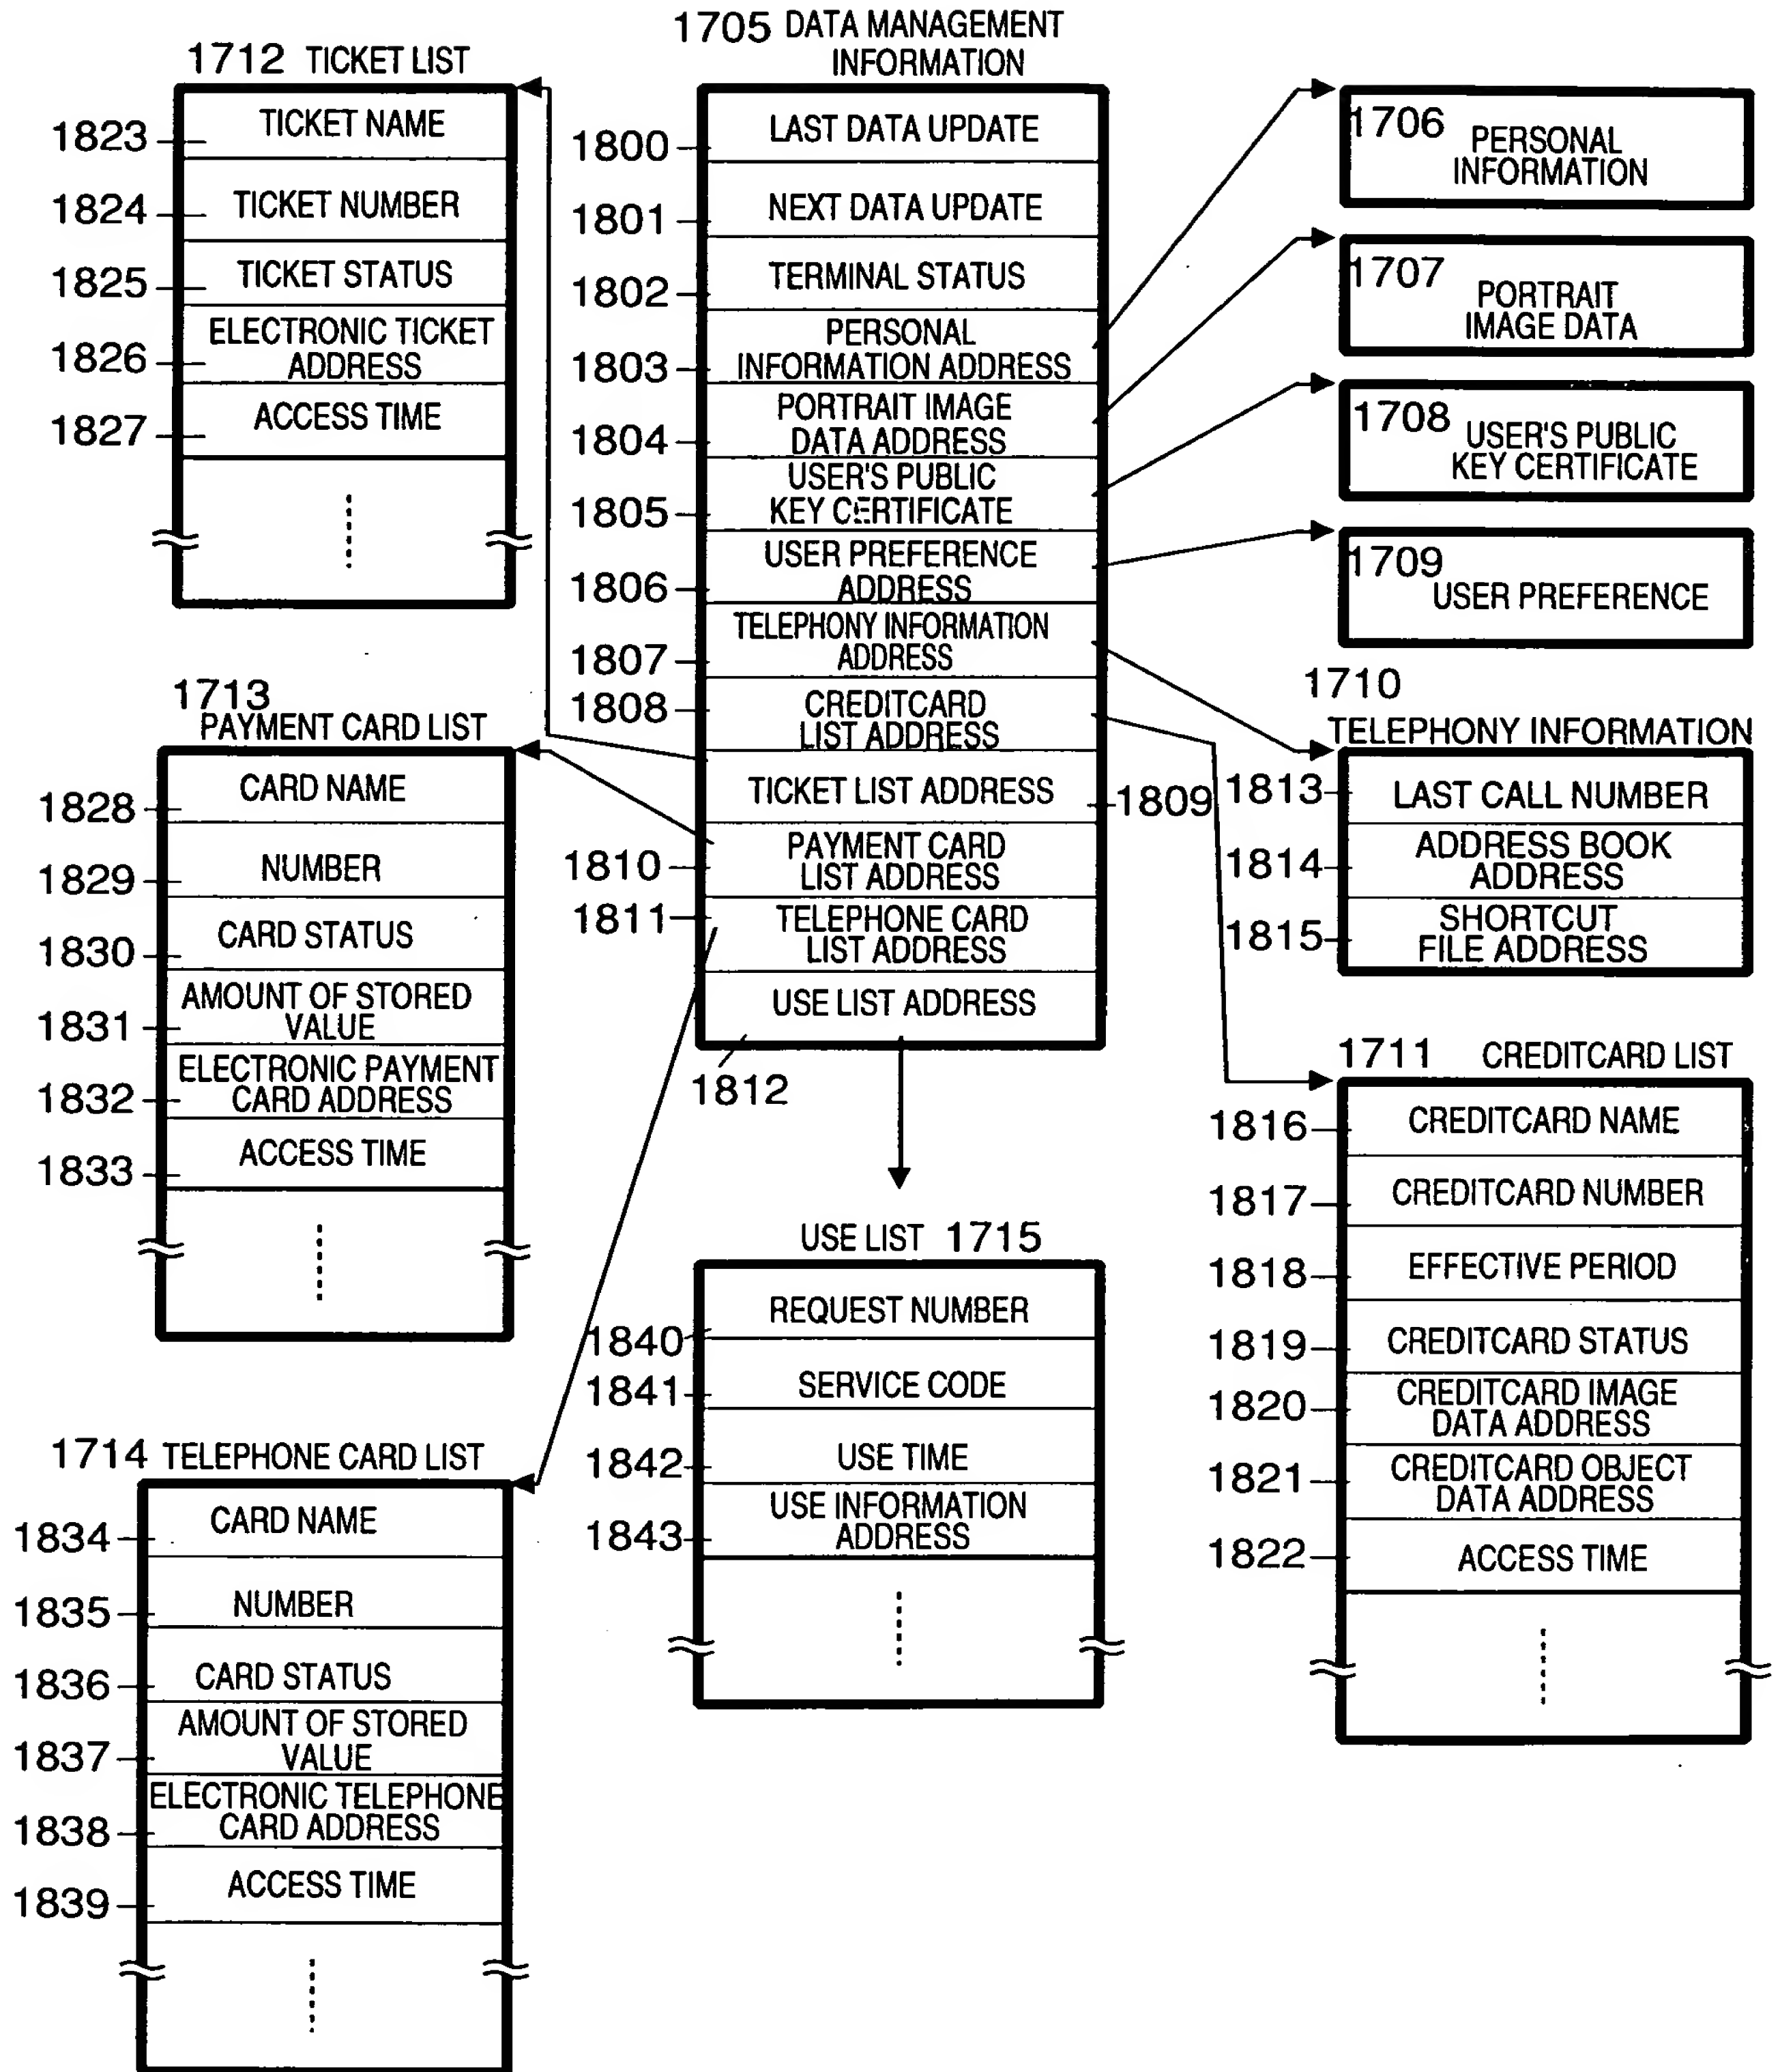 1712 TICKET LIST
1823 TICKET NAME
1824 TICKET NUMBER
1825 TICKET STATUS
1826 ELECTRONIC TICKET
ADDRESS
1827 ACCESS TIME
1713
PAYMENT CARD LIST
1828 CARD NAME
1829 NUMBER
1830 CARD STATUS
1831 AMOUNT OF STORED
VALUE
1832 ELECTRONIC PAYMENT
CARD ADDRESS
1833 ACCESS TIME
1714 TELEPHONE CARD LIST
1834 CARD NAME
1835 NUMBER
1836 CARD STATUS
1837 AMOUNT OF STORED
VALUE
1838 ELECTRONIC TELEPHONE
CARD ADDRESS
1839 ACCESS TIME
1705 DATA MANAGEMENT
INFORMATION
1800 LAST DATA UPDATE
1801 NEXT DATA UPDATE
1802 TERMINAL STATUS
1803 PERSONAL
INFORMATION ADDRESS
1804 PORTRAIT IMAGE
DATA ADDRESS
1805 USER'S PUBLIC
KEY CERTIFICATE
1806 USER PREFERENCE
ADDRESS
1807 TELEPHONY INFORMATION
ADDRESS
1808 CREDITCARD
LIST ADDRESS
TICKET LIST ADDRESS 1809
1810 PAYMENT CARD
LIST ADDRESS
1811 TELEPHONE CARD
LIST ADDRESS
USE LIST ADDRESS
1812
USE LIST 1715
1840 REQUEST NUMBER
1841 SERVICE CODE
1842 USE TIME
1843 USE INFORMATION
ADDRESS
1706 PERSONAL
INFORMATION
1707 PORTRAIT
IMAGE DATA
1708 USER'S PUBLIC
KEY CERTIFICATE
1709
USER PREFERENCE
1710
TELEPHONY INFORMATION
1813 LAST CALL NUMBER
1814 ADDRESS BOOK
ADDRESS
1815 SHORTCUT
FILE ADDRESS
1711 CREDITCARD LIST
1816 CREDITCARD NAME
1817 CREDITCARD NUMBER
1818 EFFECTIVE PERIOD
1819 CREDITCARD STATUS
1820 CREDITCARD IMAGE
DATA ADDRESS
1821 CREDITCARD OBJECT
DATA ADDRESS
1822 ACCESS TIME